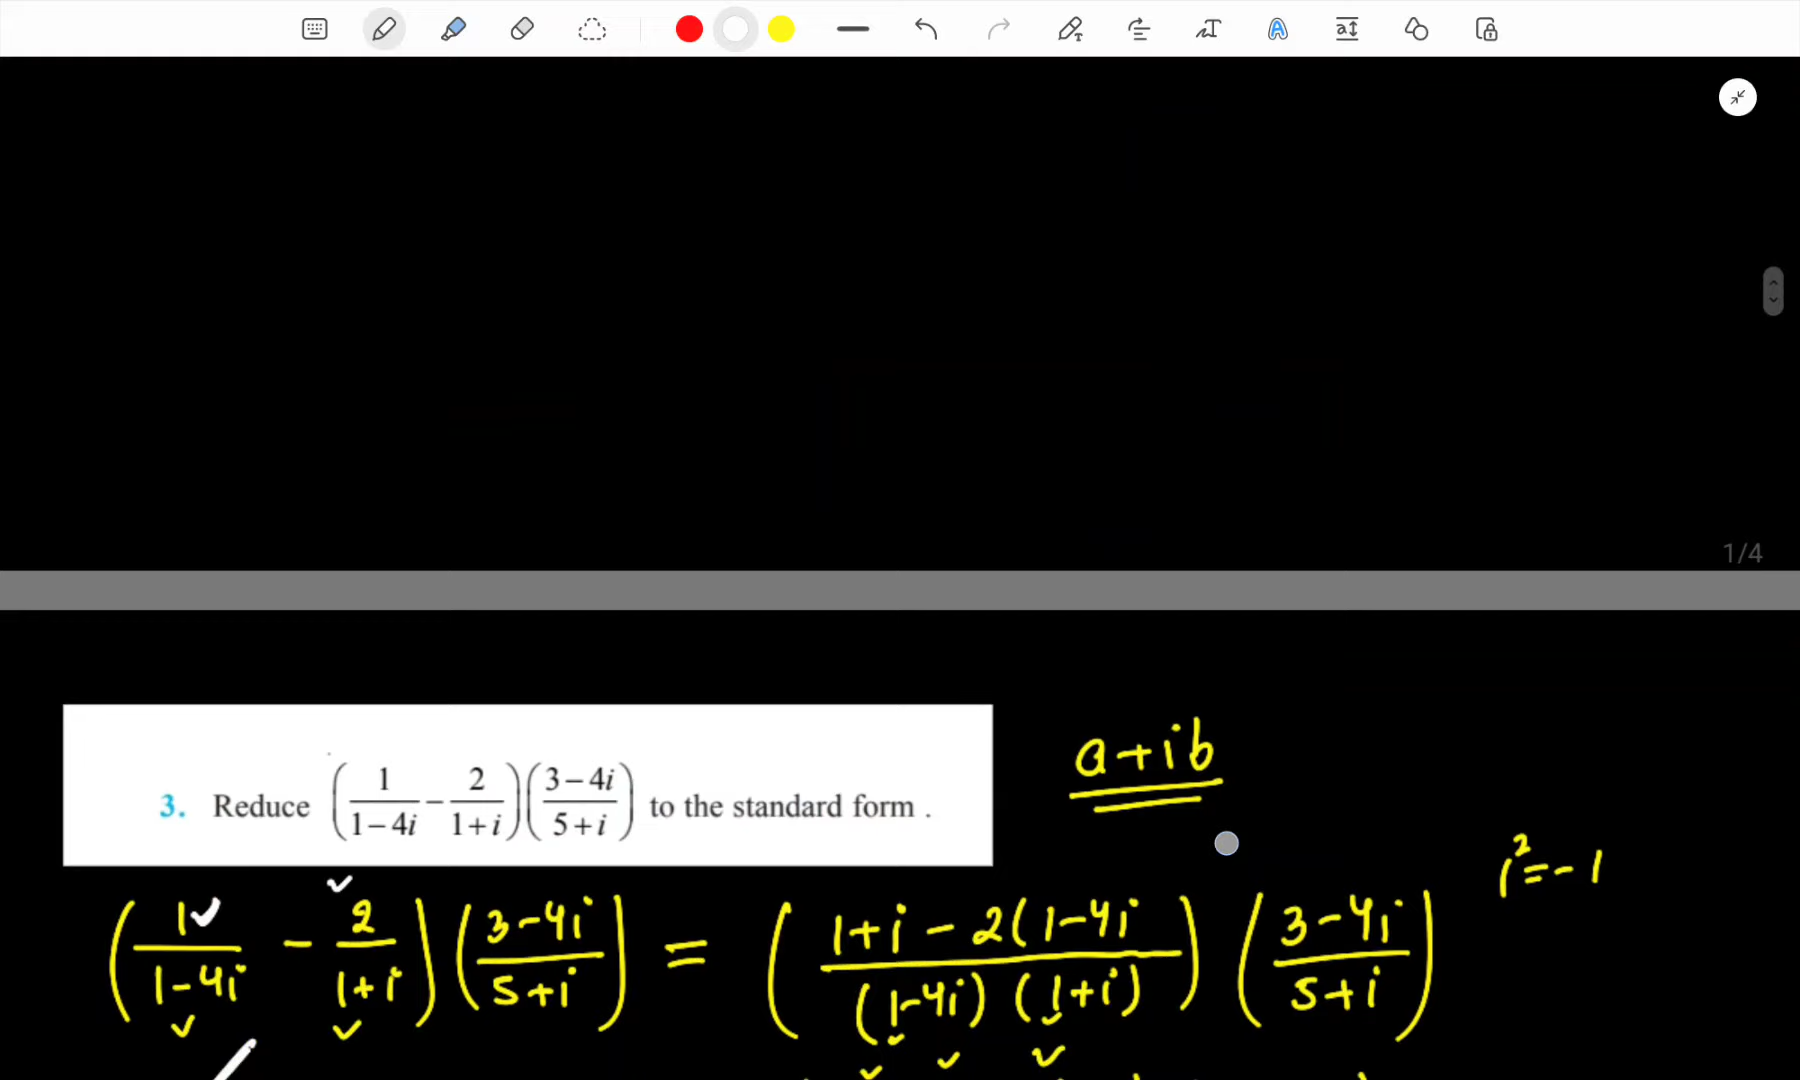 1/4
3. Reduce (1/(1-4i) - 2/(1+i)) ((3-4i)/(5+i)) to the standard form .
a+ib
i²=-1
(1/(1-4i) - 2/(1+i)) ((3-4i)/(5+i)) = ((1+i-2(1-4i)/((1-4i)(1+i))) ((3-4i)/(5+i))